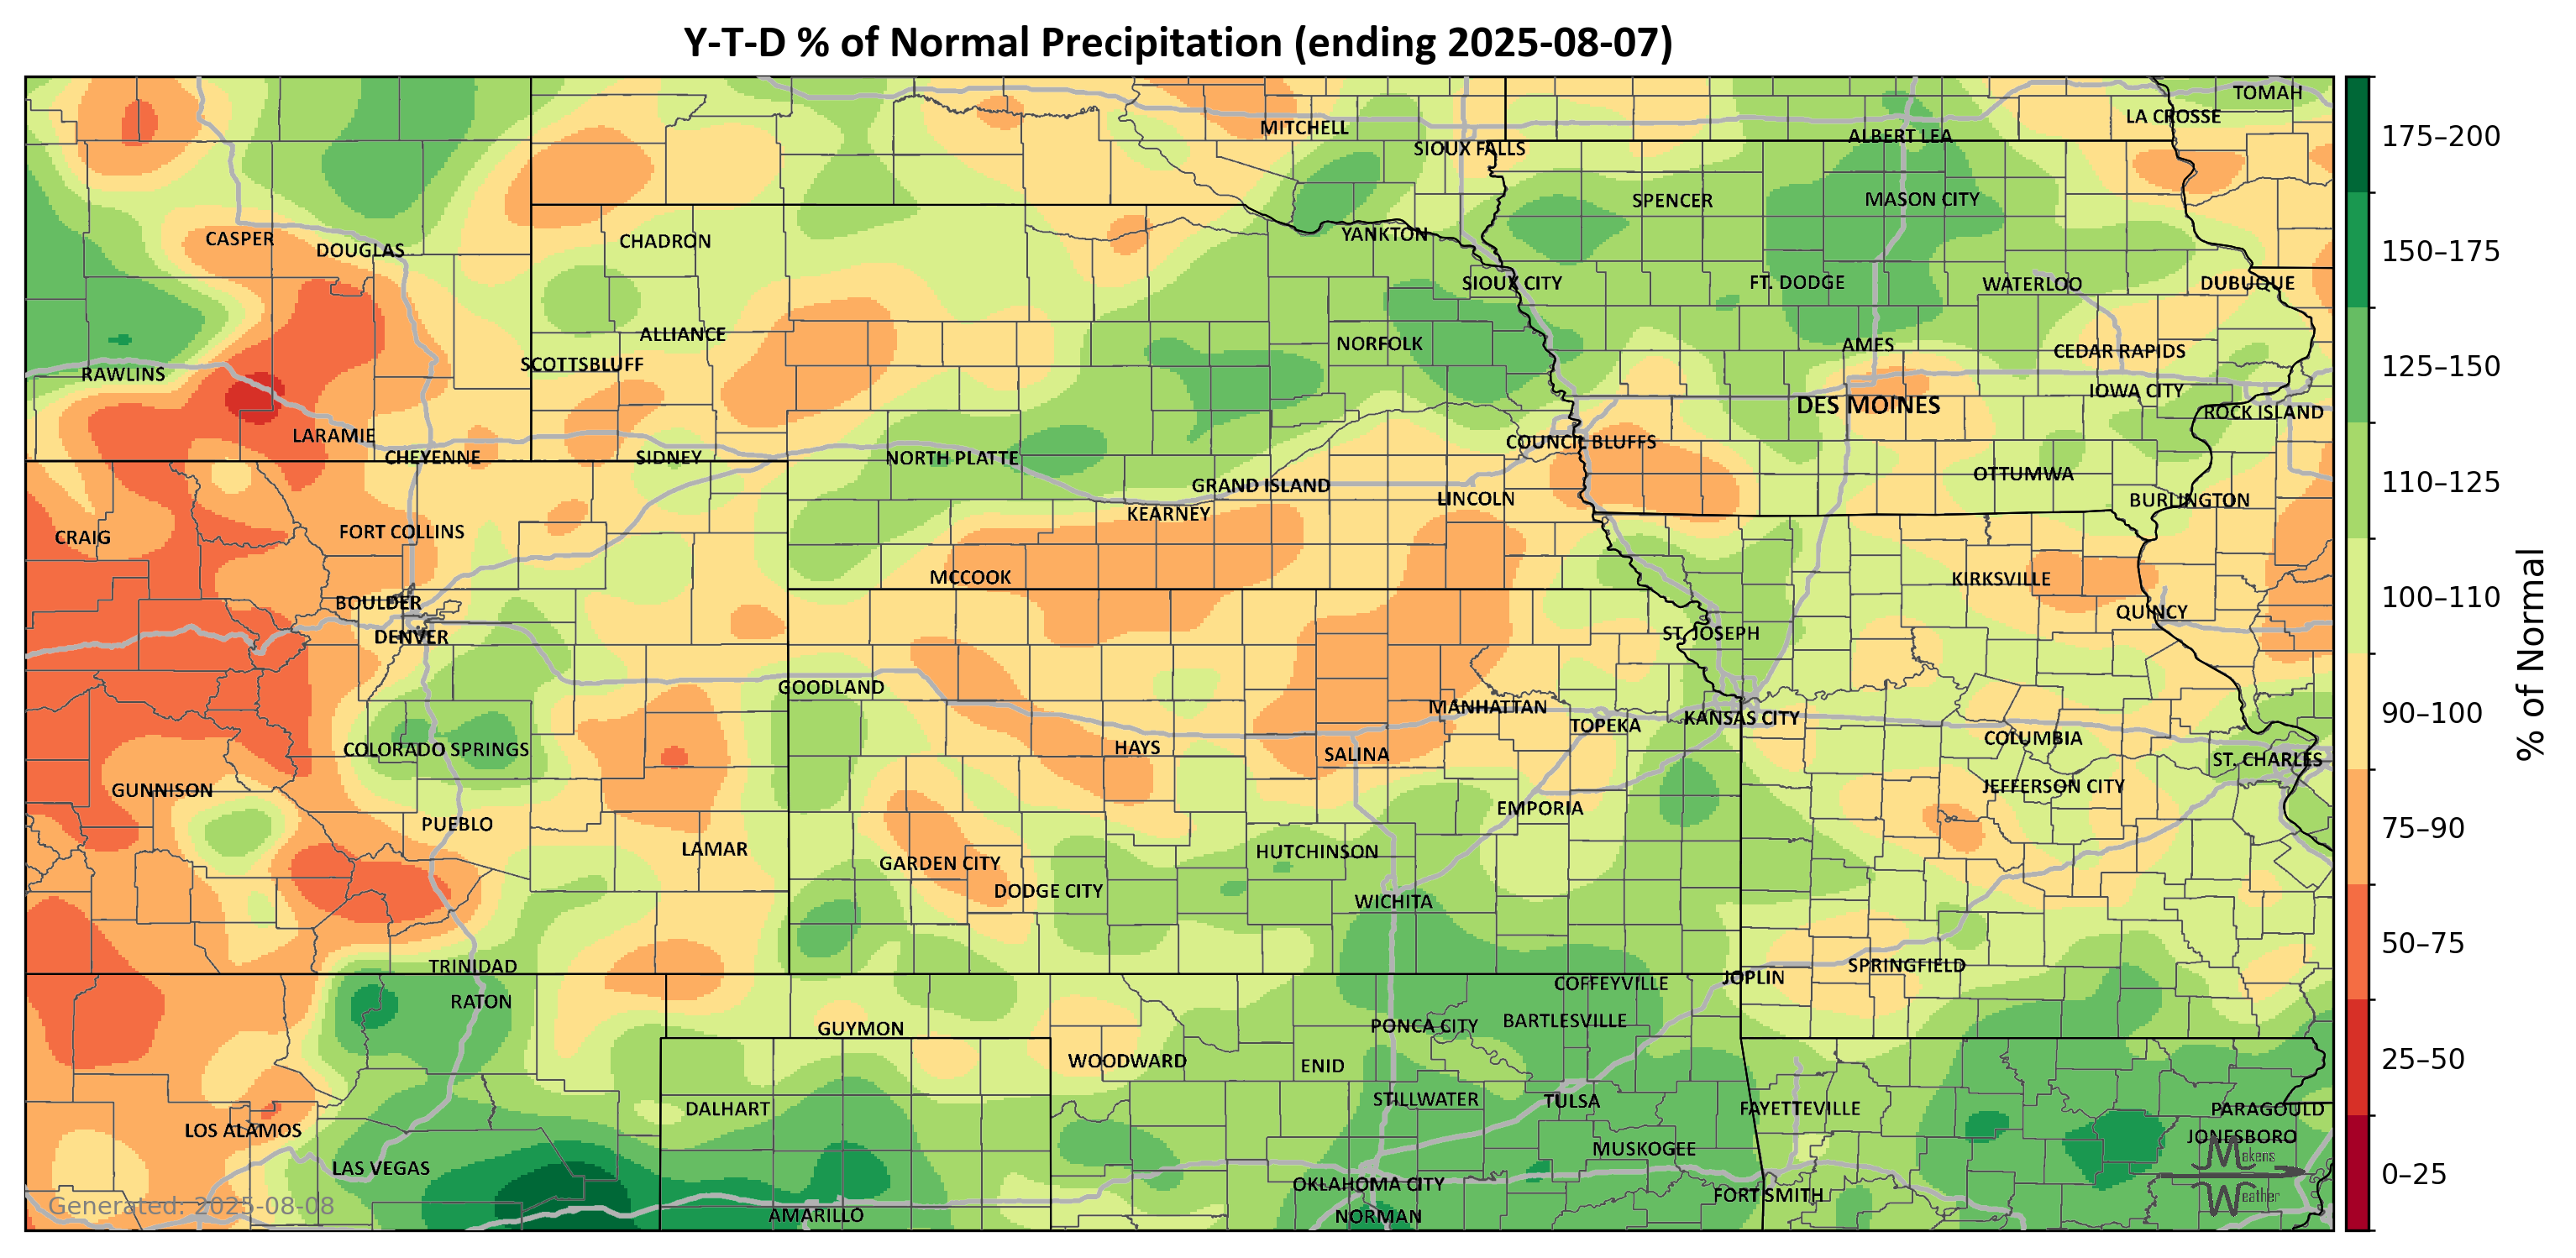 Y-T-D % of Normal Precipitation (ending 2025-08-07)
TOMAH
LA CROSSE
MITCHELL
ALBERT LEA
SIOUX FALLS
SPENCER
MASON CITY
YANKTON
CASPER
CHADRON
DOUGLAS
SIOUX CITY
FT. DODGE
WATERLOO
DUBUQUE
ALLIANCE
NORFOLK
AMES
CEDAR RAPIDS
SCOTTSBLUFF
RAWLINS
IOWA CITY
DES MOINES
ROCK ISLAND
LARAMIE
COUNCIL BLUFFS
CHEYENNE
SIDNEY
NORTH PLATTE
OTTUMWA
GRAND ISLAND
LINCOLN
BURLINGTON
KEARNEY
FORT COLLINS
CRAIG
MCCOOK
KIRKSVILLE
BOULDER
QUINCY
DENVER
ST. JOSEPH
GOODLAND
MANHATTAN
KANSAS CITY
TOPEKA
COLUMBIA
COLORADO SPRINGS
HAYS
SALINA
ST. CHARLES
GUNNISON
JEFFERSON CITY
EMPORIA
PUEBLO
LAMAR
HUTCHINSON
GARDEN CITY
DODGE CITY
WICHITA
TRINIDAD
SPRINGFIELD
JOPLIN
COFFEYVILLE
RATON
BARTLESVILLE
PONCA CITY
GUYMON
WOODWARD
ENID
STILLWATER
TULSA
DALHART
FAYETTEVILLE
PARAGOULD
LOS ALAMOS
JONESBORO
MUSKOGEE
LAS VEGAS
OKLAHOMA CITY
FORT SMITH
AMARILLO
NORMAN
Makens
Weather
Generated: 2025-08-08
175–200
150–175
125–150
110–125
100–110
90–100
75–90
50–75
25–50
0–25
% of Normal